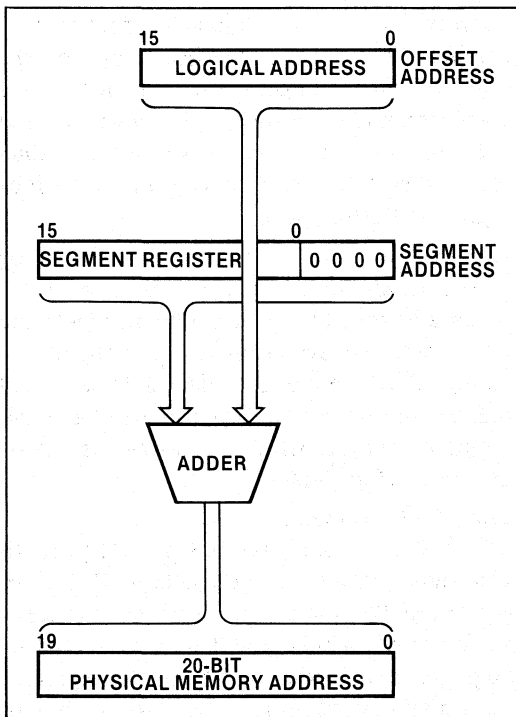 15 0
LOGICAL ADDRESS
OFFSET
ADDRESS
15 0
SEGMENT REGISTER
0 0 0 0
SEGMENT
ADDRESS
ADDER
19 0
20-BIT
PHYSICAL MEMORY ADDRESS